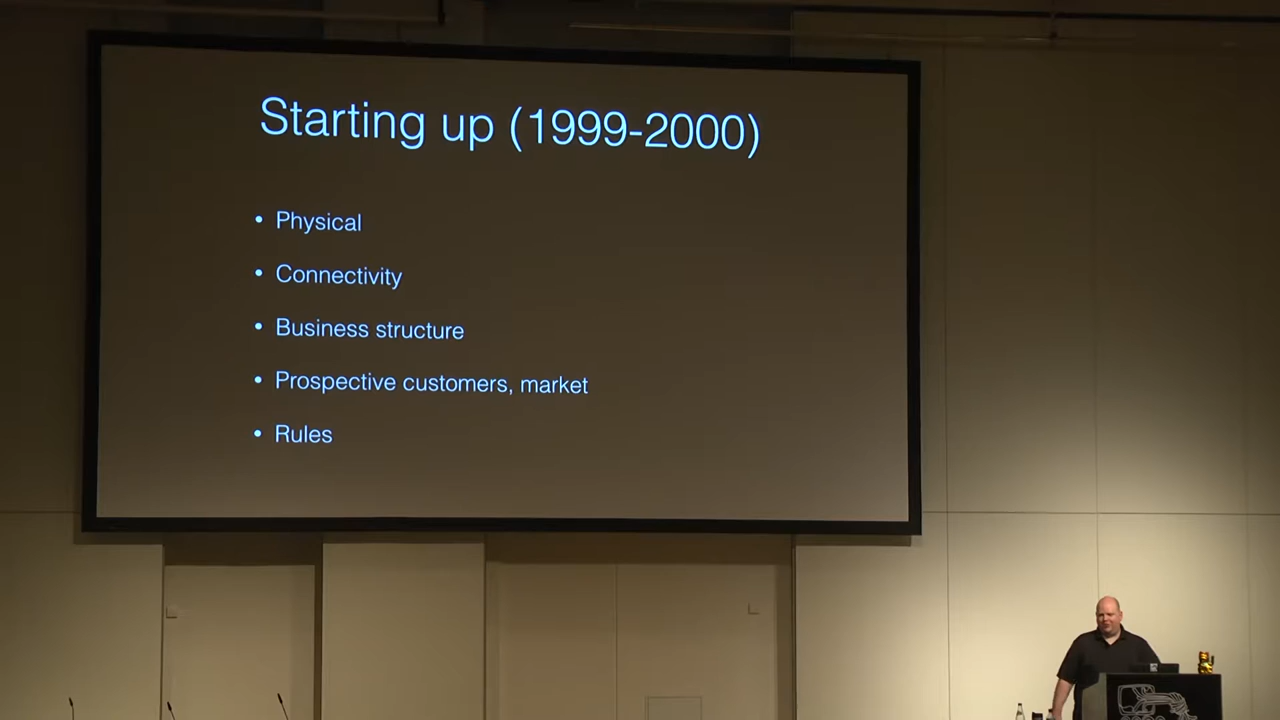 Starting up (1999-2000)
• Physical
• Connectivity
• Business structure
• Prospective customers, market
• Rules